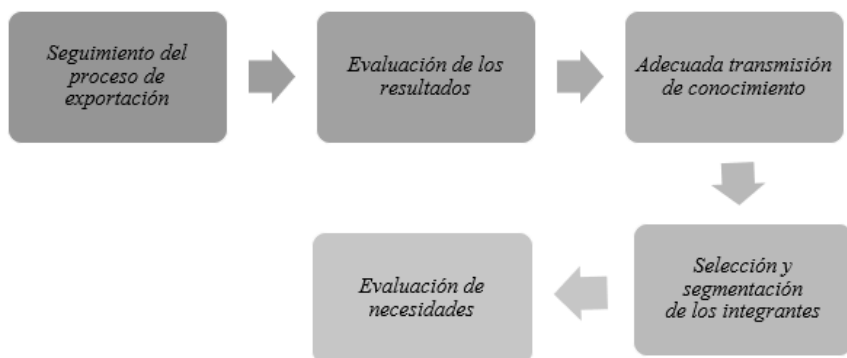 Seguimiento del
proceso de
exportación
Evaluación de los
resultados
Adecuada transmisión
de conocimiento
Selección y
segmentación
de los integrantes
Evaluación de
necesidades